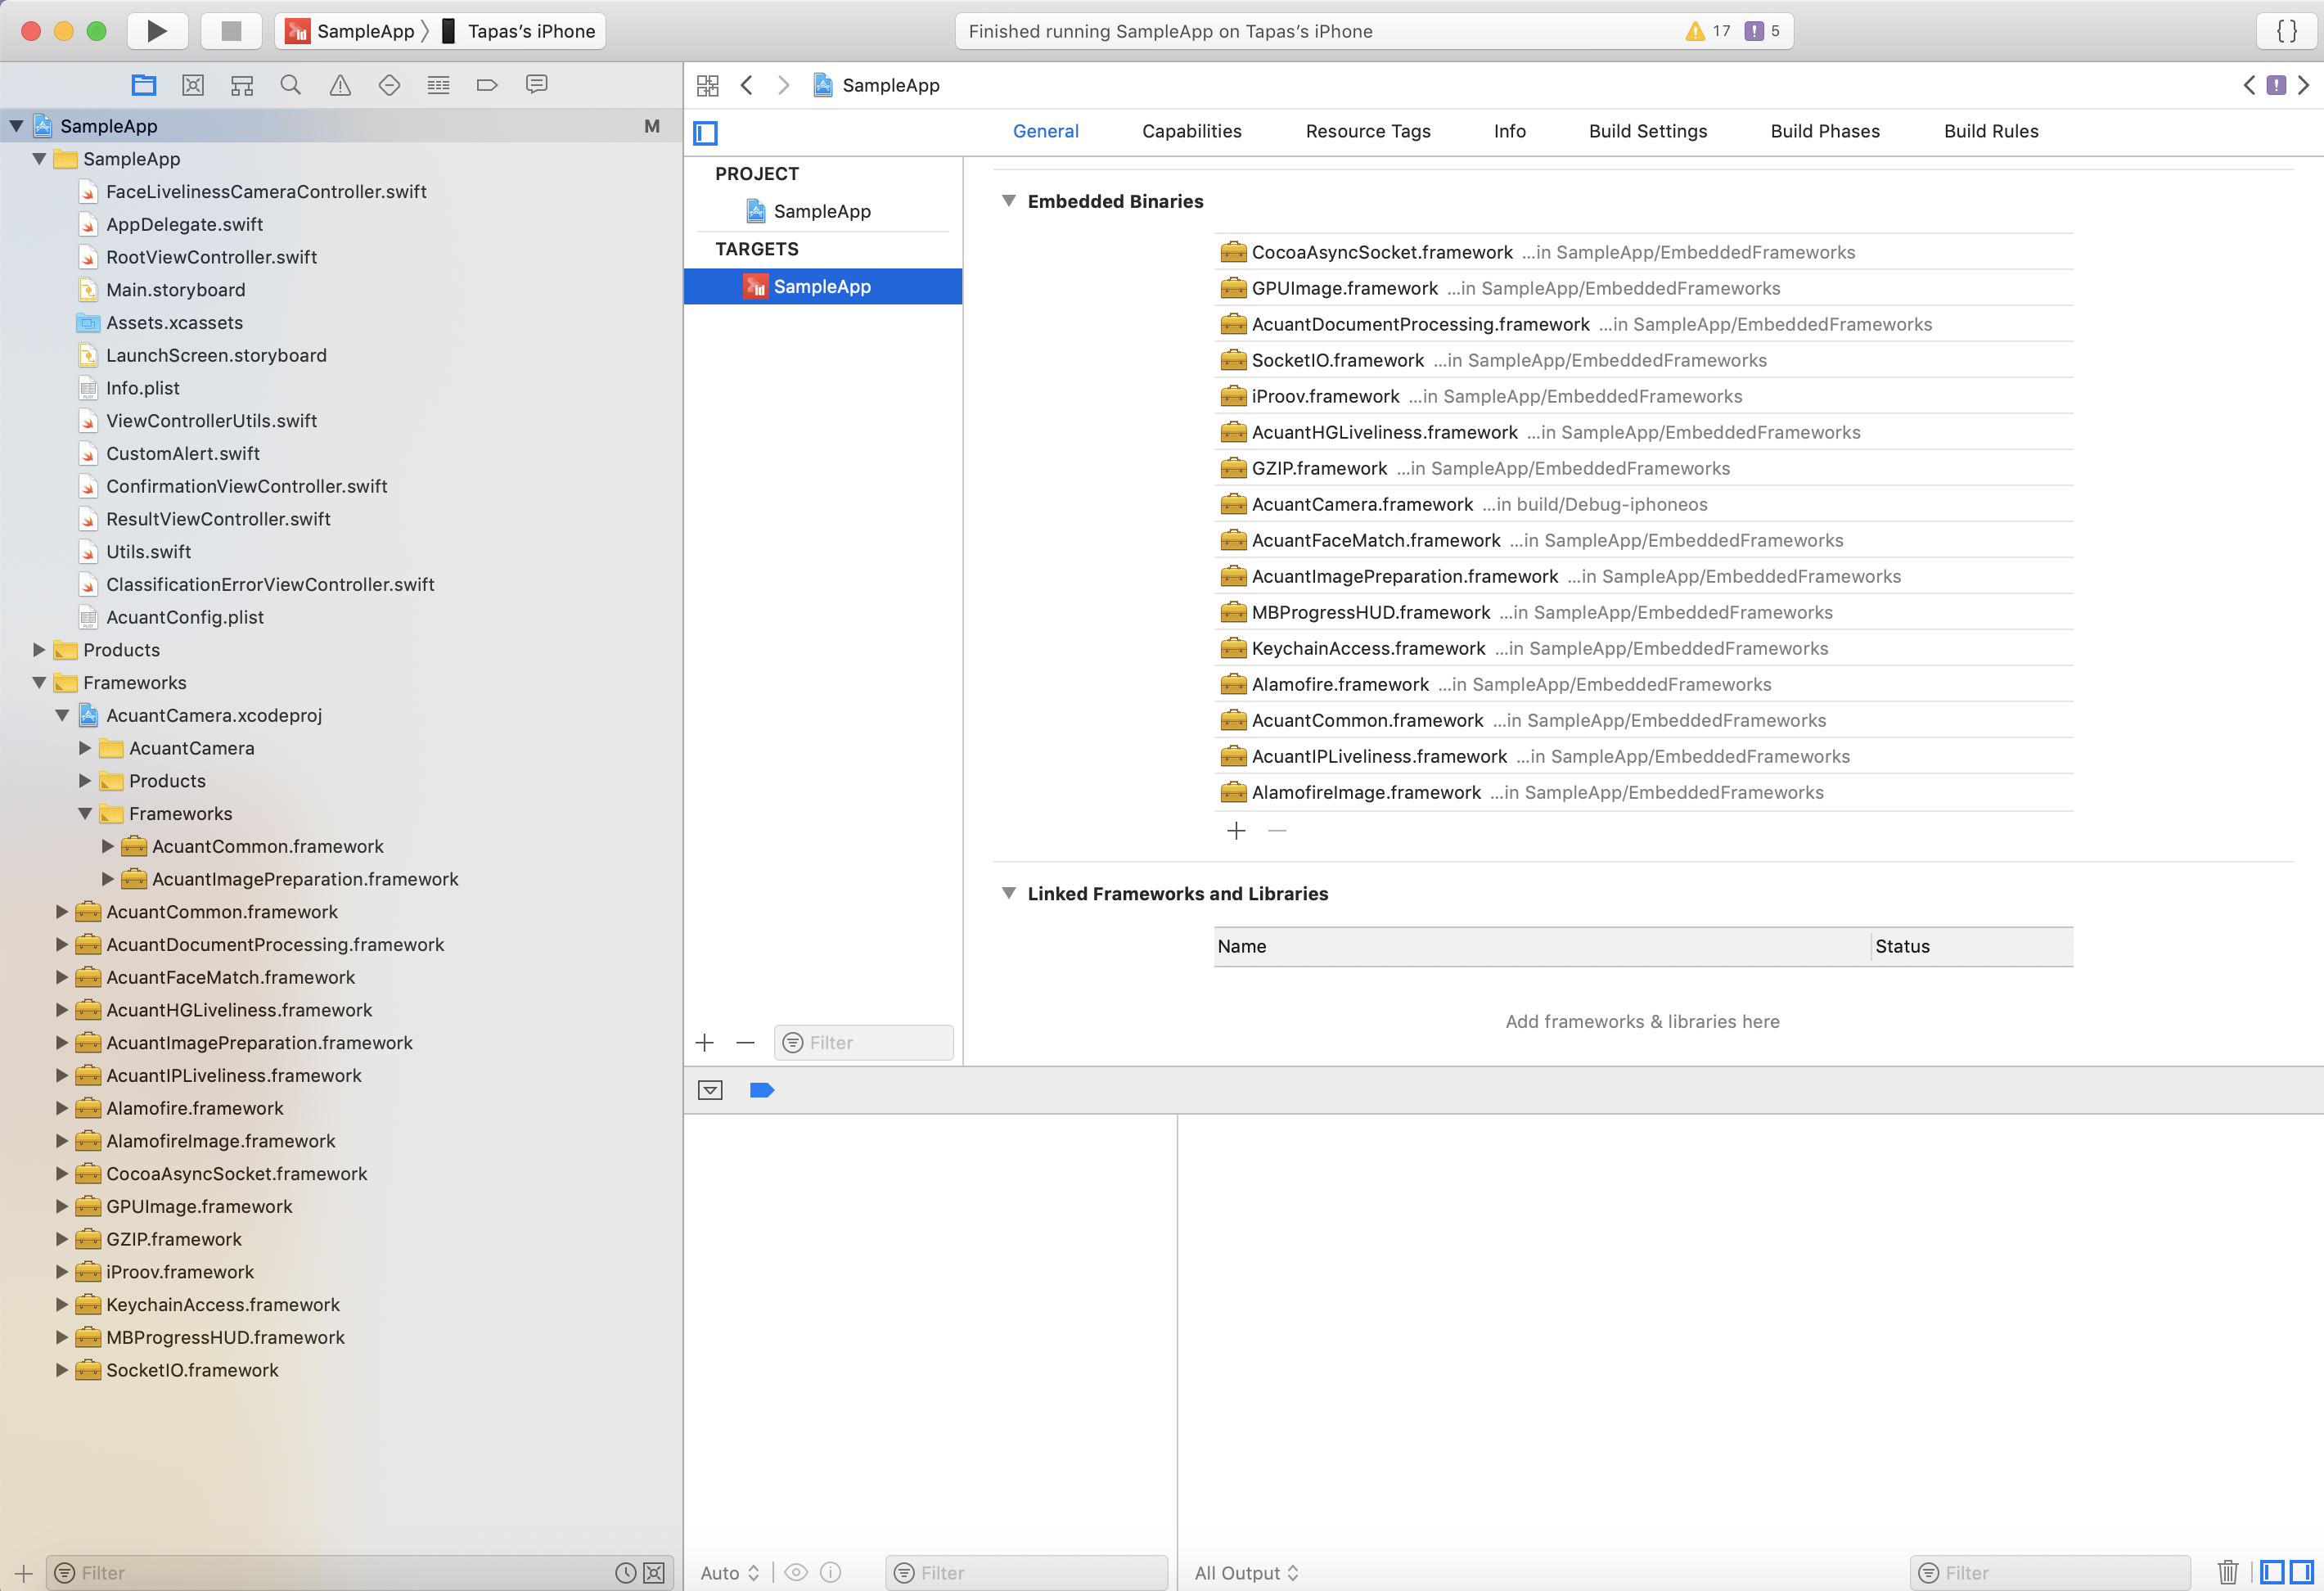 SampleApp Tapas’s iPhone
Finished running SampleApp on Tapas’s iPhone 17 5
{ }
SampleApp
SampleApp M
SampleApp
FaceLivelinessCameraController.swift
AppDelegate.swift
RootViewController.swift
Main.storyboard
Assets.xcassets
LaunchScreen.storyboard
Info.plist
ViewControllerUtils.swift
CustomAlert.swift
ConfirmationViewController.swift
ResultViewController.swift
Utils.swift
ClassificationErrorViewController.swift
AcuantConfig.plist
Products
Frameworks
AcuantCamera.xcodeproj
AcuantCamera
Products
Frameworks
AcuantCommon.framework
AcuantImagePreparation.framework
AcuantCommon.framework
AcuantDocumentProcessing.framework
AcuantFaceMatch.framework
AcuantHGLiveliness.framework
AcuantImagePreparation.framework
AcuantIPLiveliness.framework
Alamofire.framework
AlamofireImage.framework
CocoaAsyncSocket.framework
GPUImage.framework
GZIP.framework
iProov.framework
KeychainAccess.framework
MBProgressHUD.framework
SocketIO.framework
Filter
General Capabilities Resource Tags Info Build Settings Build Phases Build Rules
PROJECT
SampleApp
TARGETS
SampleApp
Filter
Embedded Binaries
CocoaAsyncSocket.framework ...in SampleApp/EmbeddedFrameworks
GPUImage.framework ...in SampleApp/EmbeddedFrameworks
AcuantDocumentProcessing.framework ...in SampleApp/EmbeddedFrameworks
SocketIO.framework ...in SampleApp/EmbeddedFrameworks
iProov.framework ...in SampleApp/EmbeddedFrameworks
AcuantHGLiveliness.framework ...in SampleApp/EmbeddedFrameworks
GZIP.framework ...in SampleApp/EmbeddedFrameworks
AcuantCamera.framework ...in build/Debug-iphoneos
AcuantFaceMatch.framework ...in SampleApp/EmbeddedFrameworks
AcuantImagePreparation.framework ...in SampleApp/EmbeddedFrameworks
MBProgressHUD.framework ...in SampleApp/EmbeddedFrameworks
KeychainAccess.framework ...in SampleApp/EmbeddedFrameworks
Alamofire.framework ...in SampleApp/EmbeddedFrameworks
AcuantCommon.framework ...in SampleApp/EmbeddedFrameworks
AcuantIPLiveliness.framework ...in SampleApp/EmbeddedFrameworks
AlamofireImage.framework ...in SampleApp/EmbeddedFrameworks
Linked Frameworks and Libraries
Name Status
Add frameworks & libraries here
Auto Filter
All Output Filter